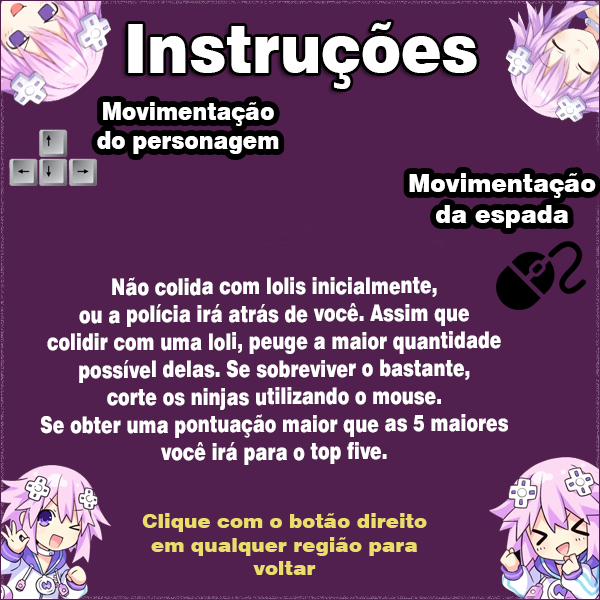 Instruções
Movimentação
do personagem
Movimentação
da espada
Não colida com lolis inicialmente,
ou a polícia irá atrás de você. Assim que
colidir com uma loli, peuge a maior quantidade
possível delas. Se sobreviver o bastante,
corte os ninjas utilizando o mouse.
Se obter uma pontuação maior que as 5 maiores
você irá para o top five.
Clique com o botão direito
em qualquer região para
voltar